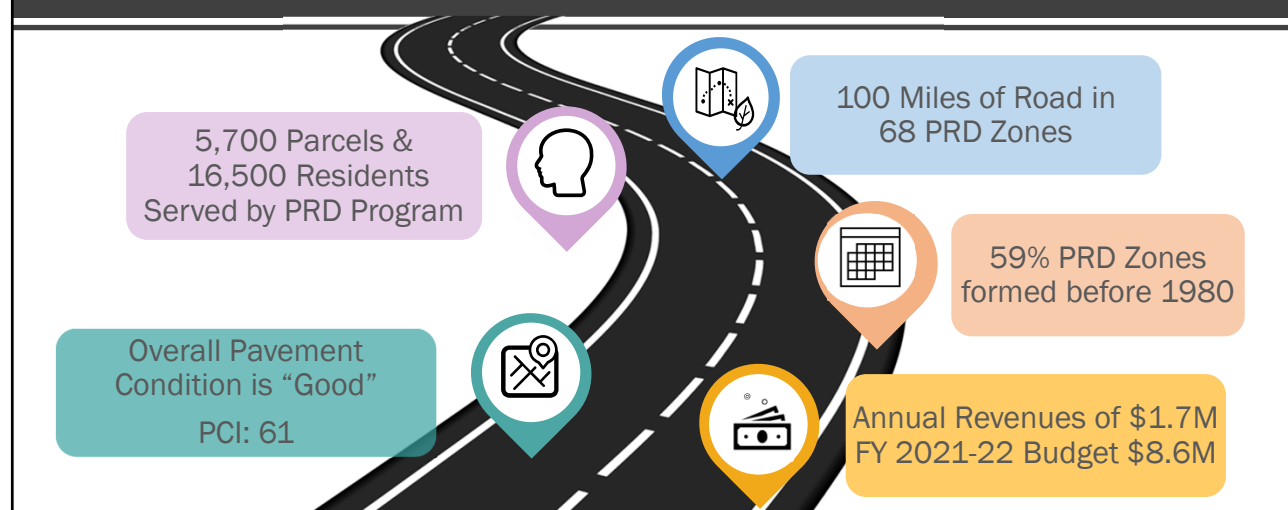 100 Miles of Road in
68 PRD Zones
5,700 Parcels &
16,500 Residents
Served by PRD Program
59% PRD Zones
formed before 1980
Overall Pavement
Condition is “Good”
PCI: 61
Annual Revenues of $1.7M
FY 2021-22 Budget $8.6M